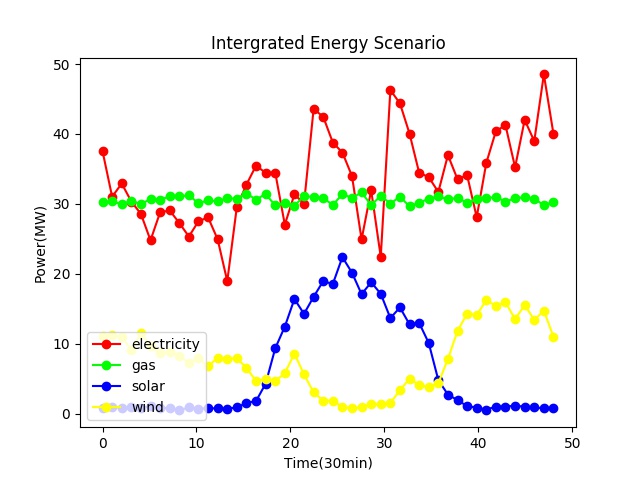 Intergrated Energy Scenario
Power(MW)
50
40
30
20
10
0
electricity
gas
solar
wind
0 10 20 30 40 50
Time(30min)